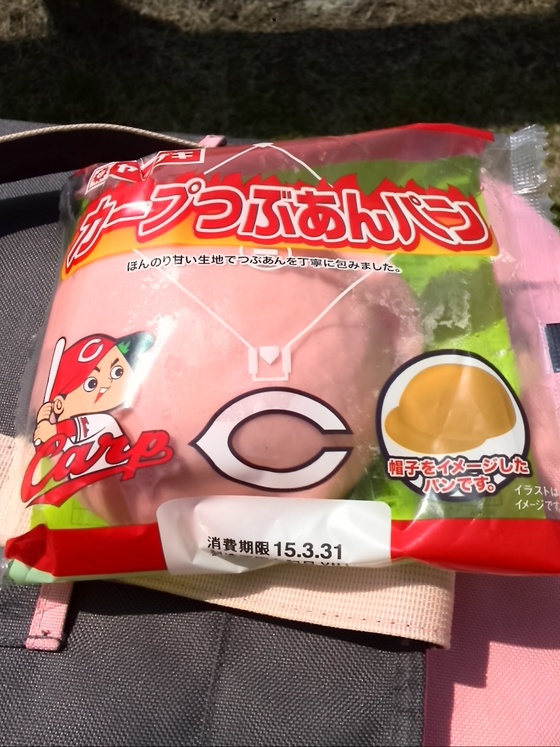 カープつぶあんパン
ほんのり甘い生地でつぶあんを丁寧に包みました。
C
Carp
C
帽子をイメージした
パンです。
イラストは
イメージです
消費期限 15.3.31